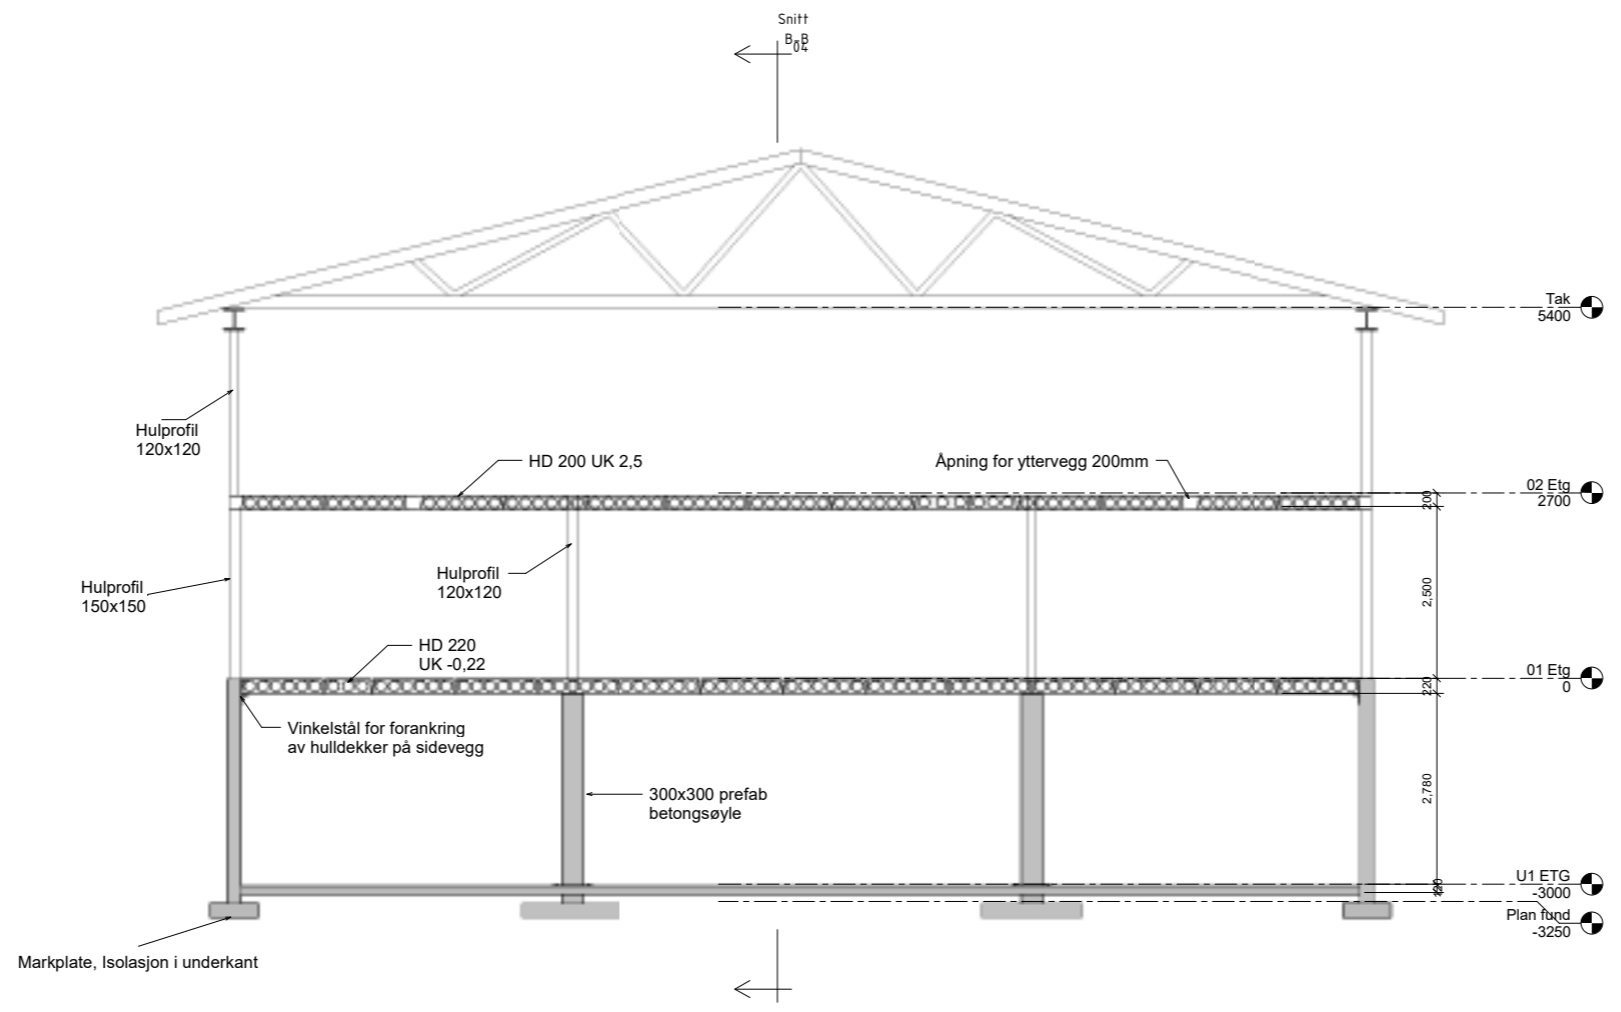 Snitt
B-B
04
Tak
5400
Hulprofil
120x120
HD 200 UK 2,5
Åpning for yttervegg 200mm
02 Etg
2700
200
Hulprofil
150x150
Hulprofil
120x120
2,500
HD 220
UK -0,22
01 Etg
0
220
Vinkelstål for forankring
av hulldekker på sidevegg
300x300 prefab
betongsøyle
2,780
U1 ETG
-3000
120
Plan fund
-3250
Markplate, Isolasjon i underkant